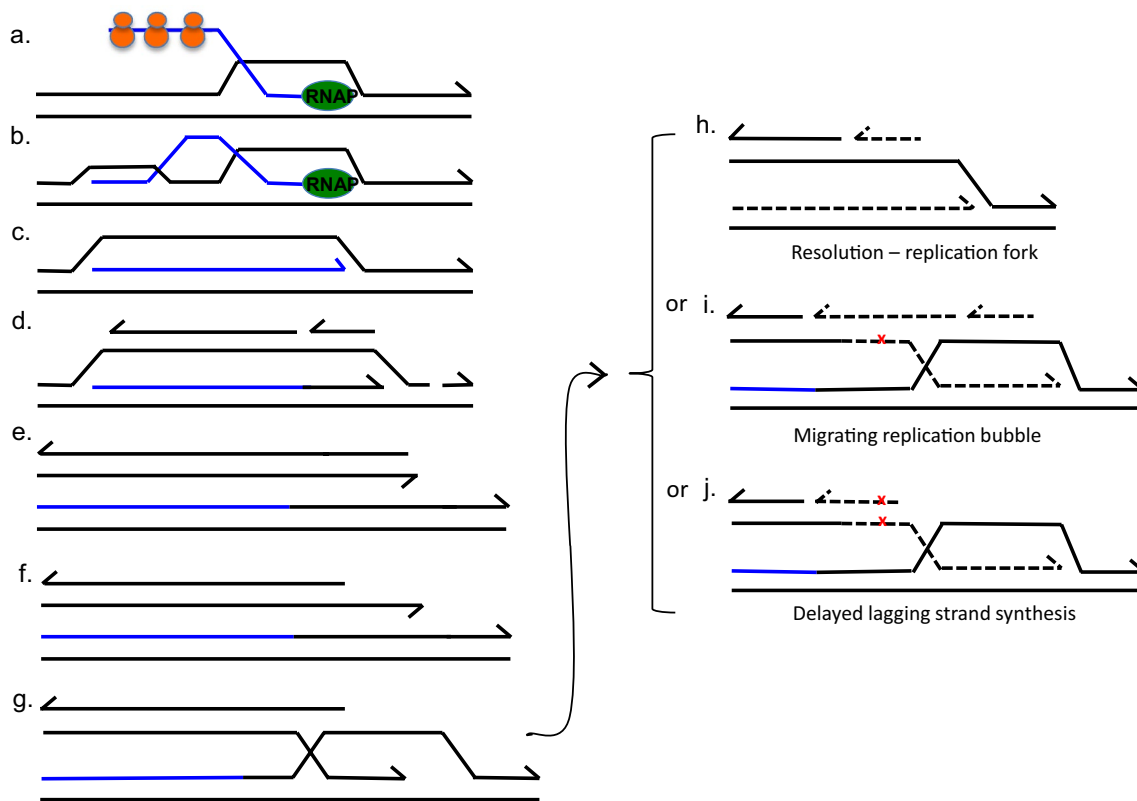 a.
RNAP
b.
RNAP
c.
d.
e.
f.
g.
h.
Resolution – replication fork
or i.
x
Migrating replication bubble
or j.
x
x
Delayed lagging strand synthesis